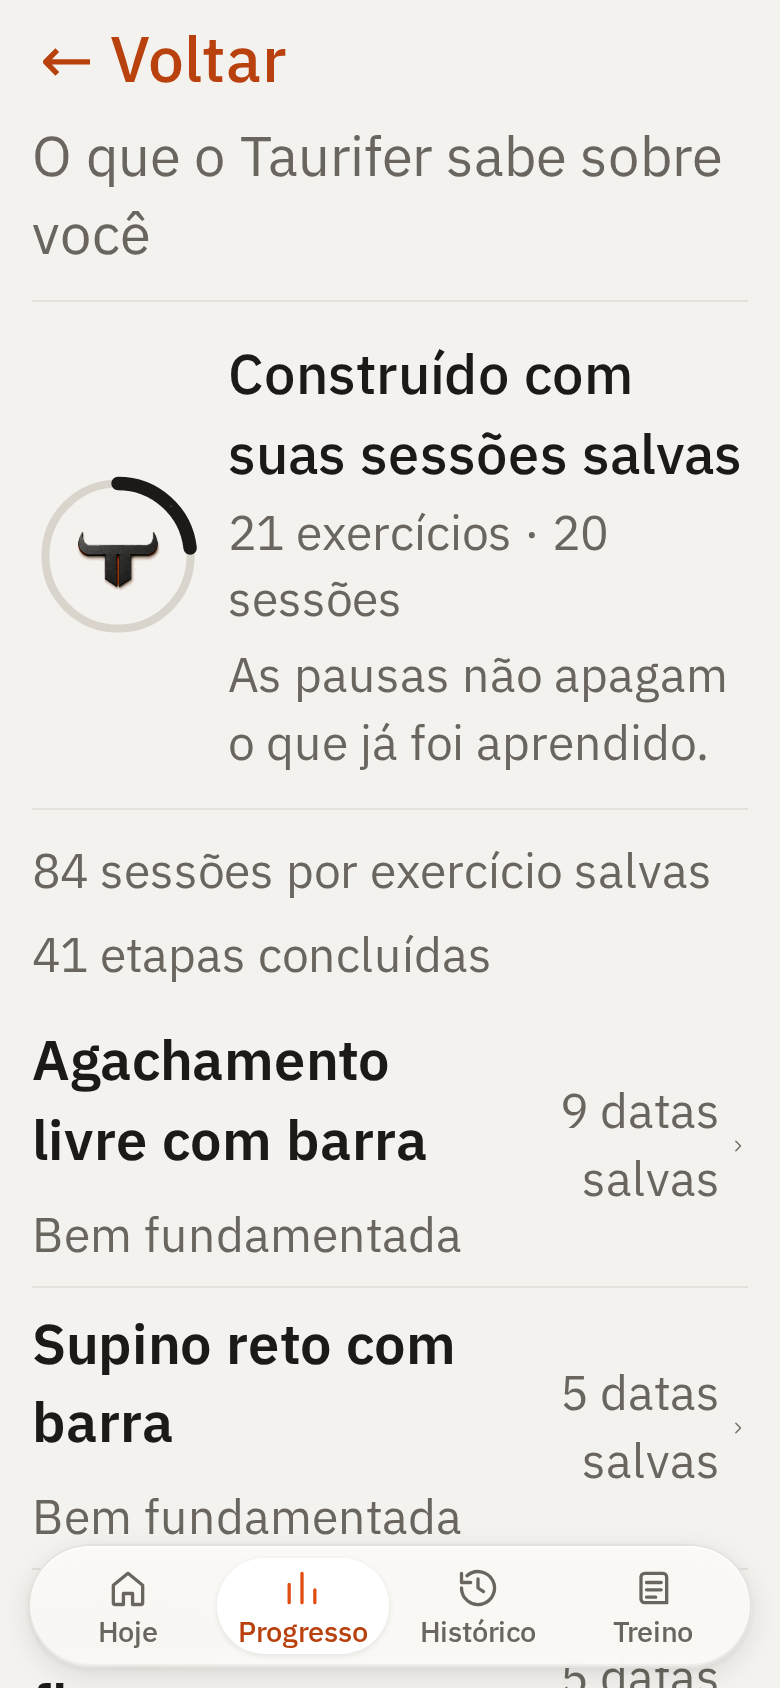 ← Voltar
O que o Taurifer sabe sobre
você
Construído com
suas sessões salvas
21 exercícios · 20
sessões
As pausas não apagam
o que já foi aprendido.
84 sessões por exercício salvas
41 etapas concluídas
Agachamento
livre com barra
9 datas
salvas
Bem fundamentada
Supino reto com
barra
5 datas
salvas
Bem fundamentada
5 datas
Hoje
Progresso
Histórico
Treino